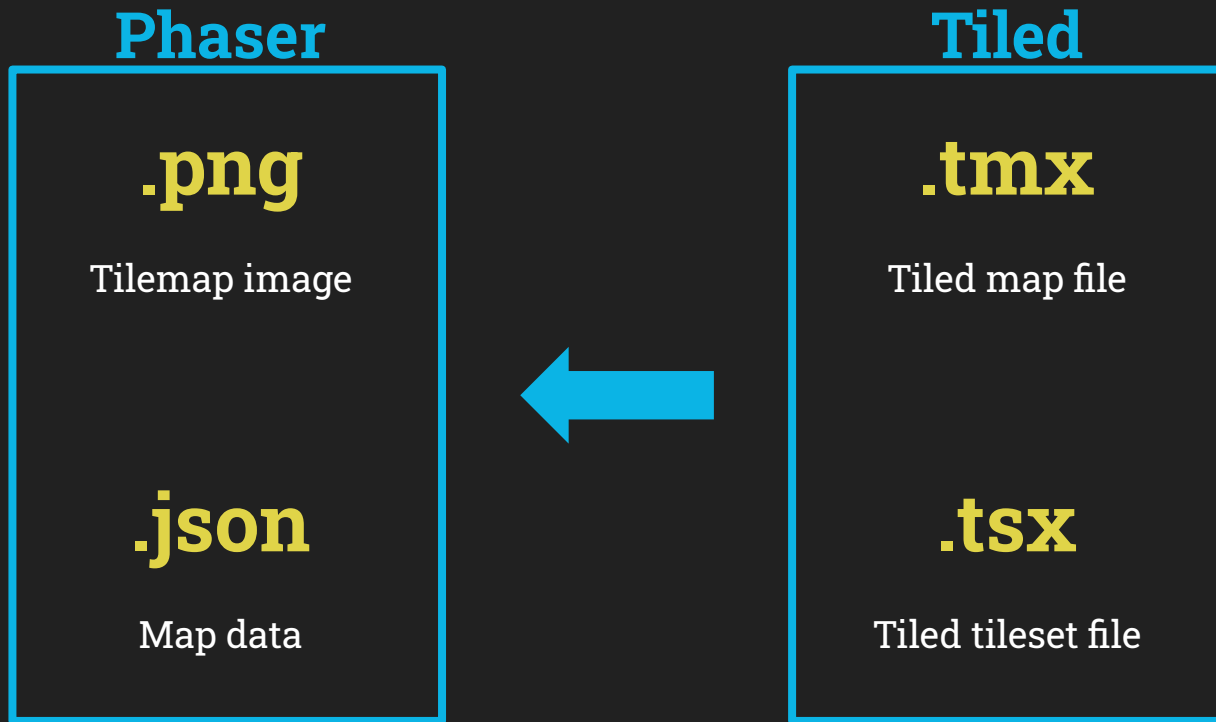 Phaser
.png
Tilemap image
.json
Map data
Tiled
.tmx
Tiled map file
.tsx
Tiled tileset file